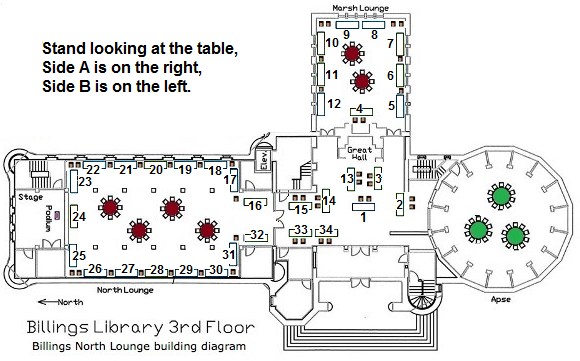 Marsh Lounge
Stand looking at the table,
Side A is on the right,
Side B is on the left.
10 9 8 7
11 6
12 4 5
Great
Hall
Elev.
22 21 20 19 18
23 17
13 3
Stage
16 15 14 2
24 1
Podium
32 33 34
25 31
26 27 28 29 30
North Lounge
North
Apse
Billings Library 3rd Floor
Billings North Lounge building diagram